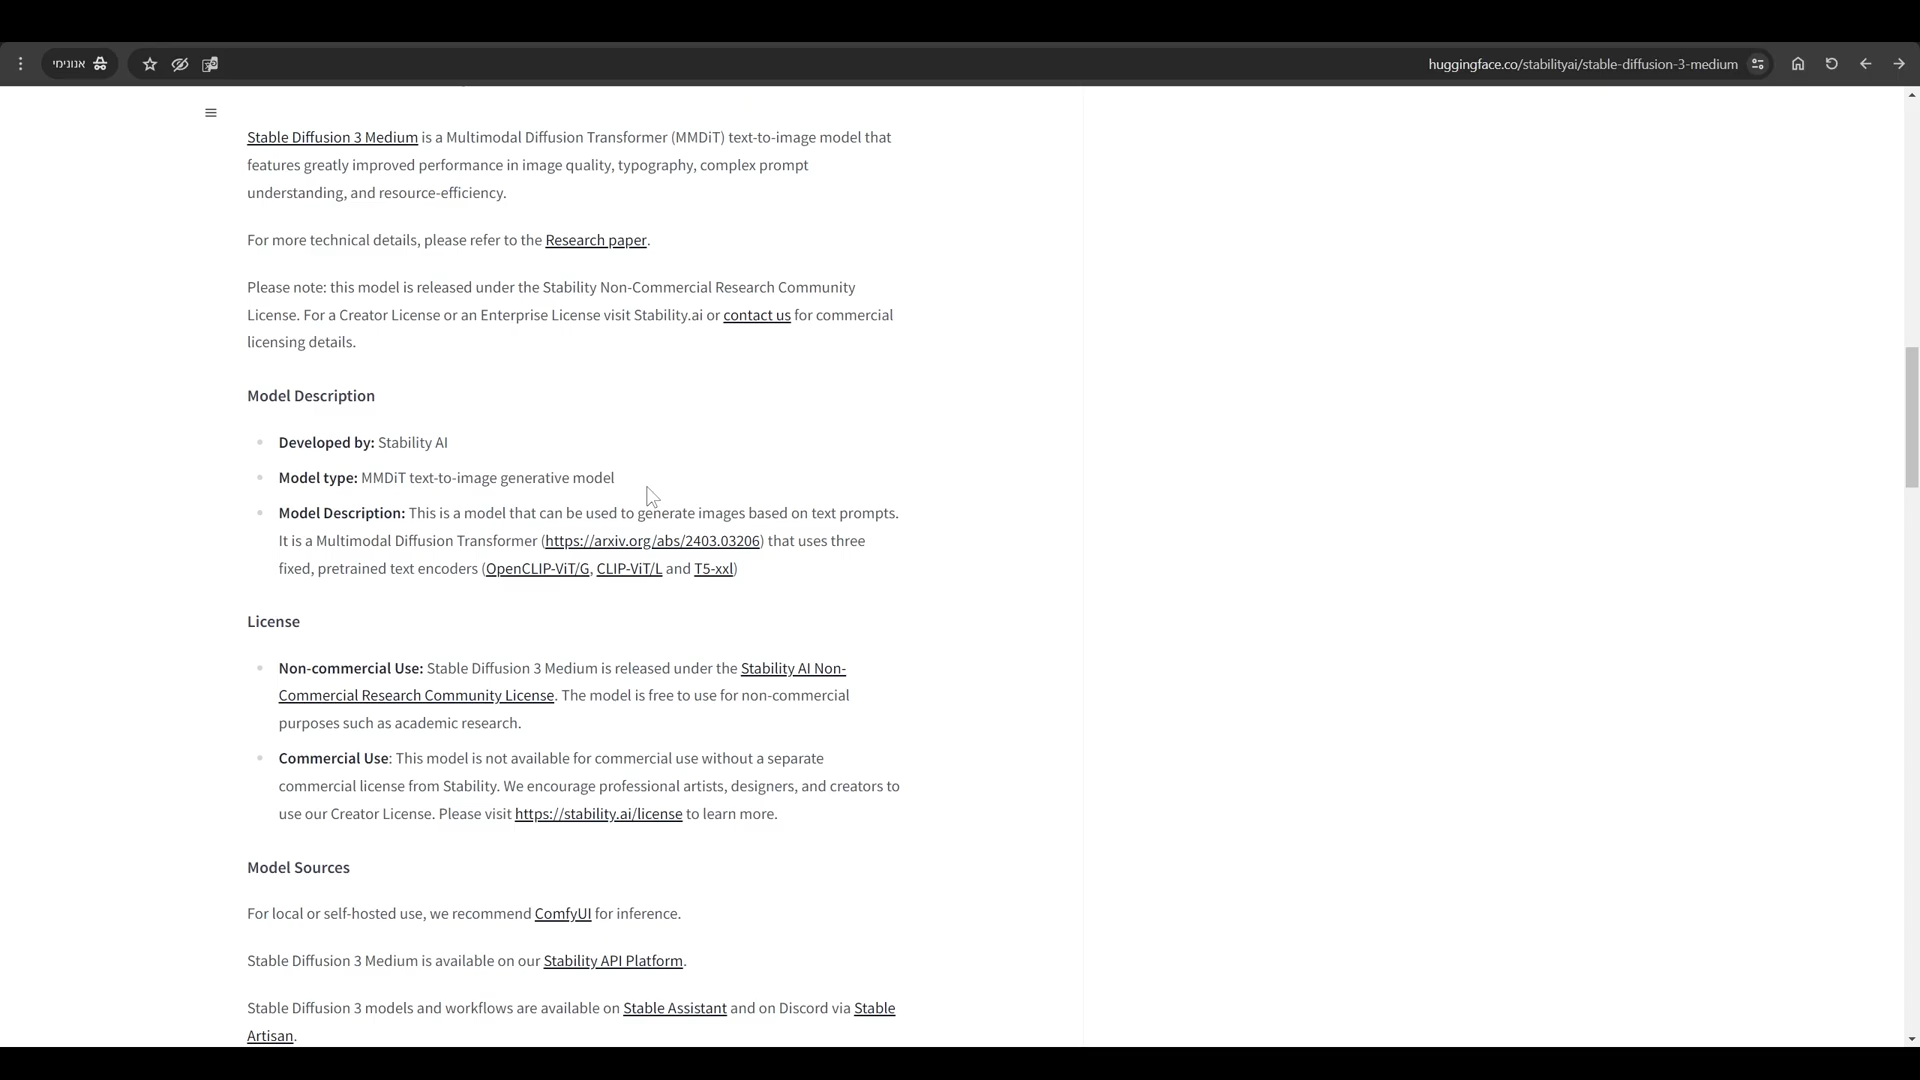 אנונימי
huggingface.co/stabilityai/stable-diffusion-3-medium
Stable Diffusion 3 Medium is a Multimodal Diffusion Transformer (MMDiT) text-to-image model that
features greatly improved performance in image quality, typography, complex prompt
understanding, and resource-efficiency.
For more technical details, please refer to the Research paper.
Please note: this model is released under the Stability Non-Commercial Research Community
License. For a Creator License or an Enterprise License visit Stability.ai or contact us for commercial
licensing details.
Model Description
Developed by: Stability AI
Model type: MMDiT text-to-image generative model
Model Description: This is a model that can be used to generate images based on text prompts.
It is a Multimodal Diffusion Transformer (https://arxiv.org/abs/2403.03206) that uses three
fixed, pretrained text encoders (OpenCLIP-ViT/G, CLIP-ViT/L and T5-xxl)
License
Non-commercial Use: Stable Diffusion 3 Medium is released under the Stability AI Non-
Commercial Research Community License. The model is free to use for non-commercial
purposes such as academic research.
Commercial Use: This model is not available for commercial use without a separate
commercial license from Stability. We encourage professional artists, designers, and creators to
use our Creator License. Please visit https://stability.ai/license to learn more.
Model Sources
For local or self-hosted use, we recommend ComfyUI for inference.
Stable Diffusion 3 Medium is available on our Stability API Platform.
Stable Diffusion 3 models and workflows are available on Stable Assistant and on Discord via Stable
Artisan.